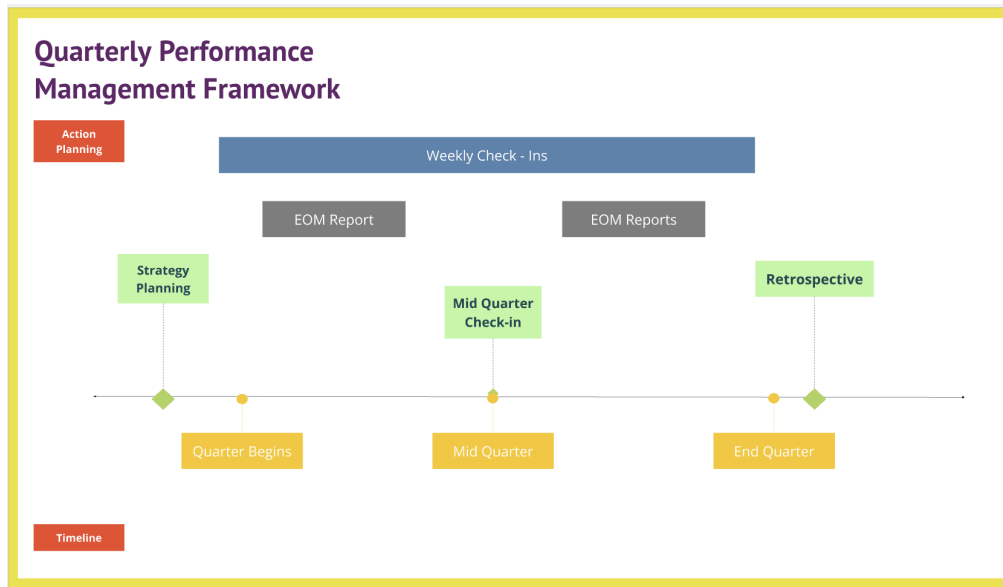 Quarterly Performance
Management Framework
Action
Planning
Weekly Check - Ins
EOM Report
EOM Reports
Strategy
Planning
Mid Quarter
Check-in
Retrospective
Quarter Begins
Mid Quarter
End Quarter
Timeline